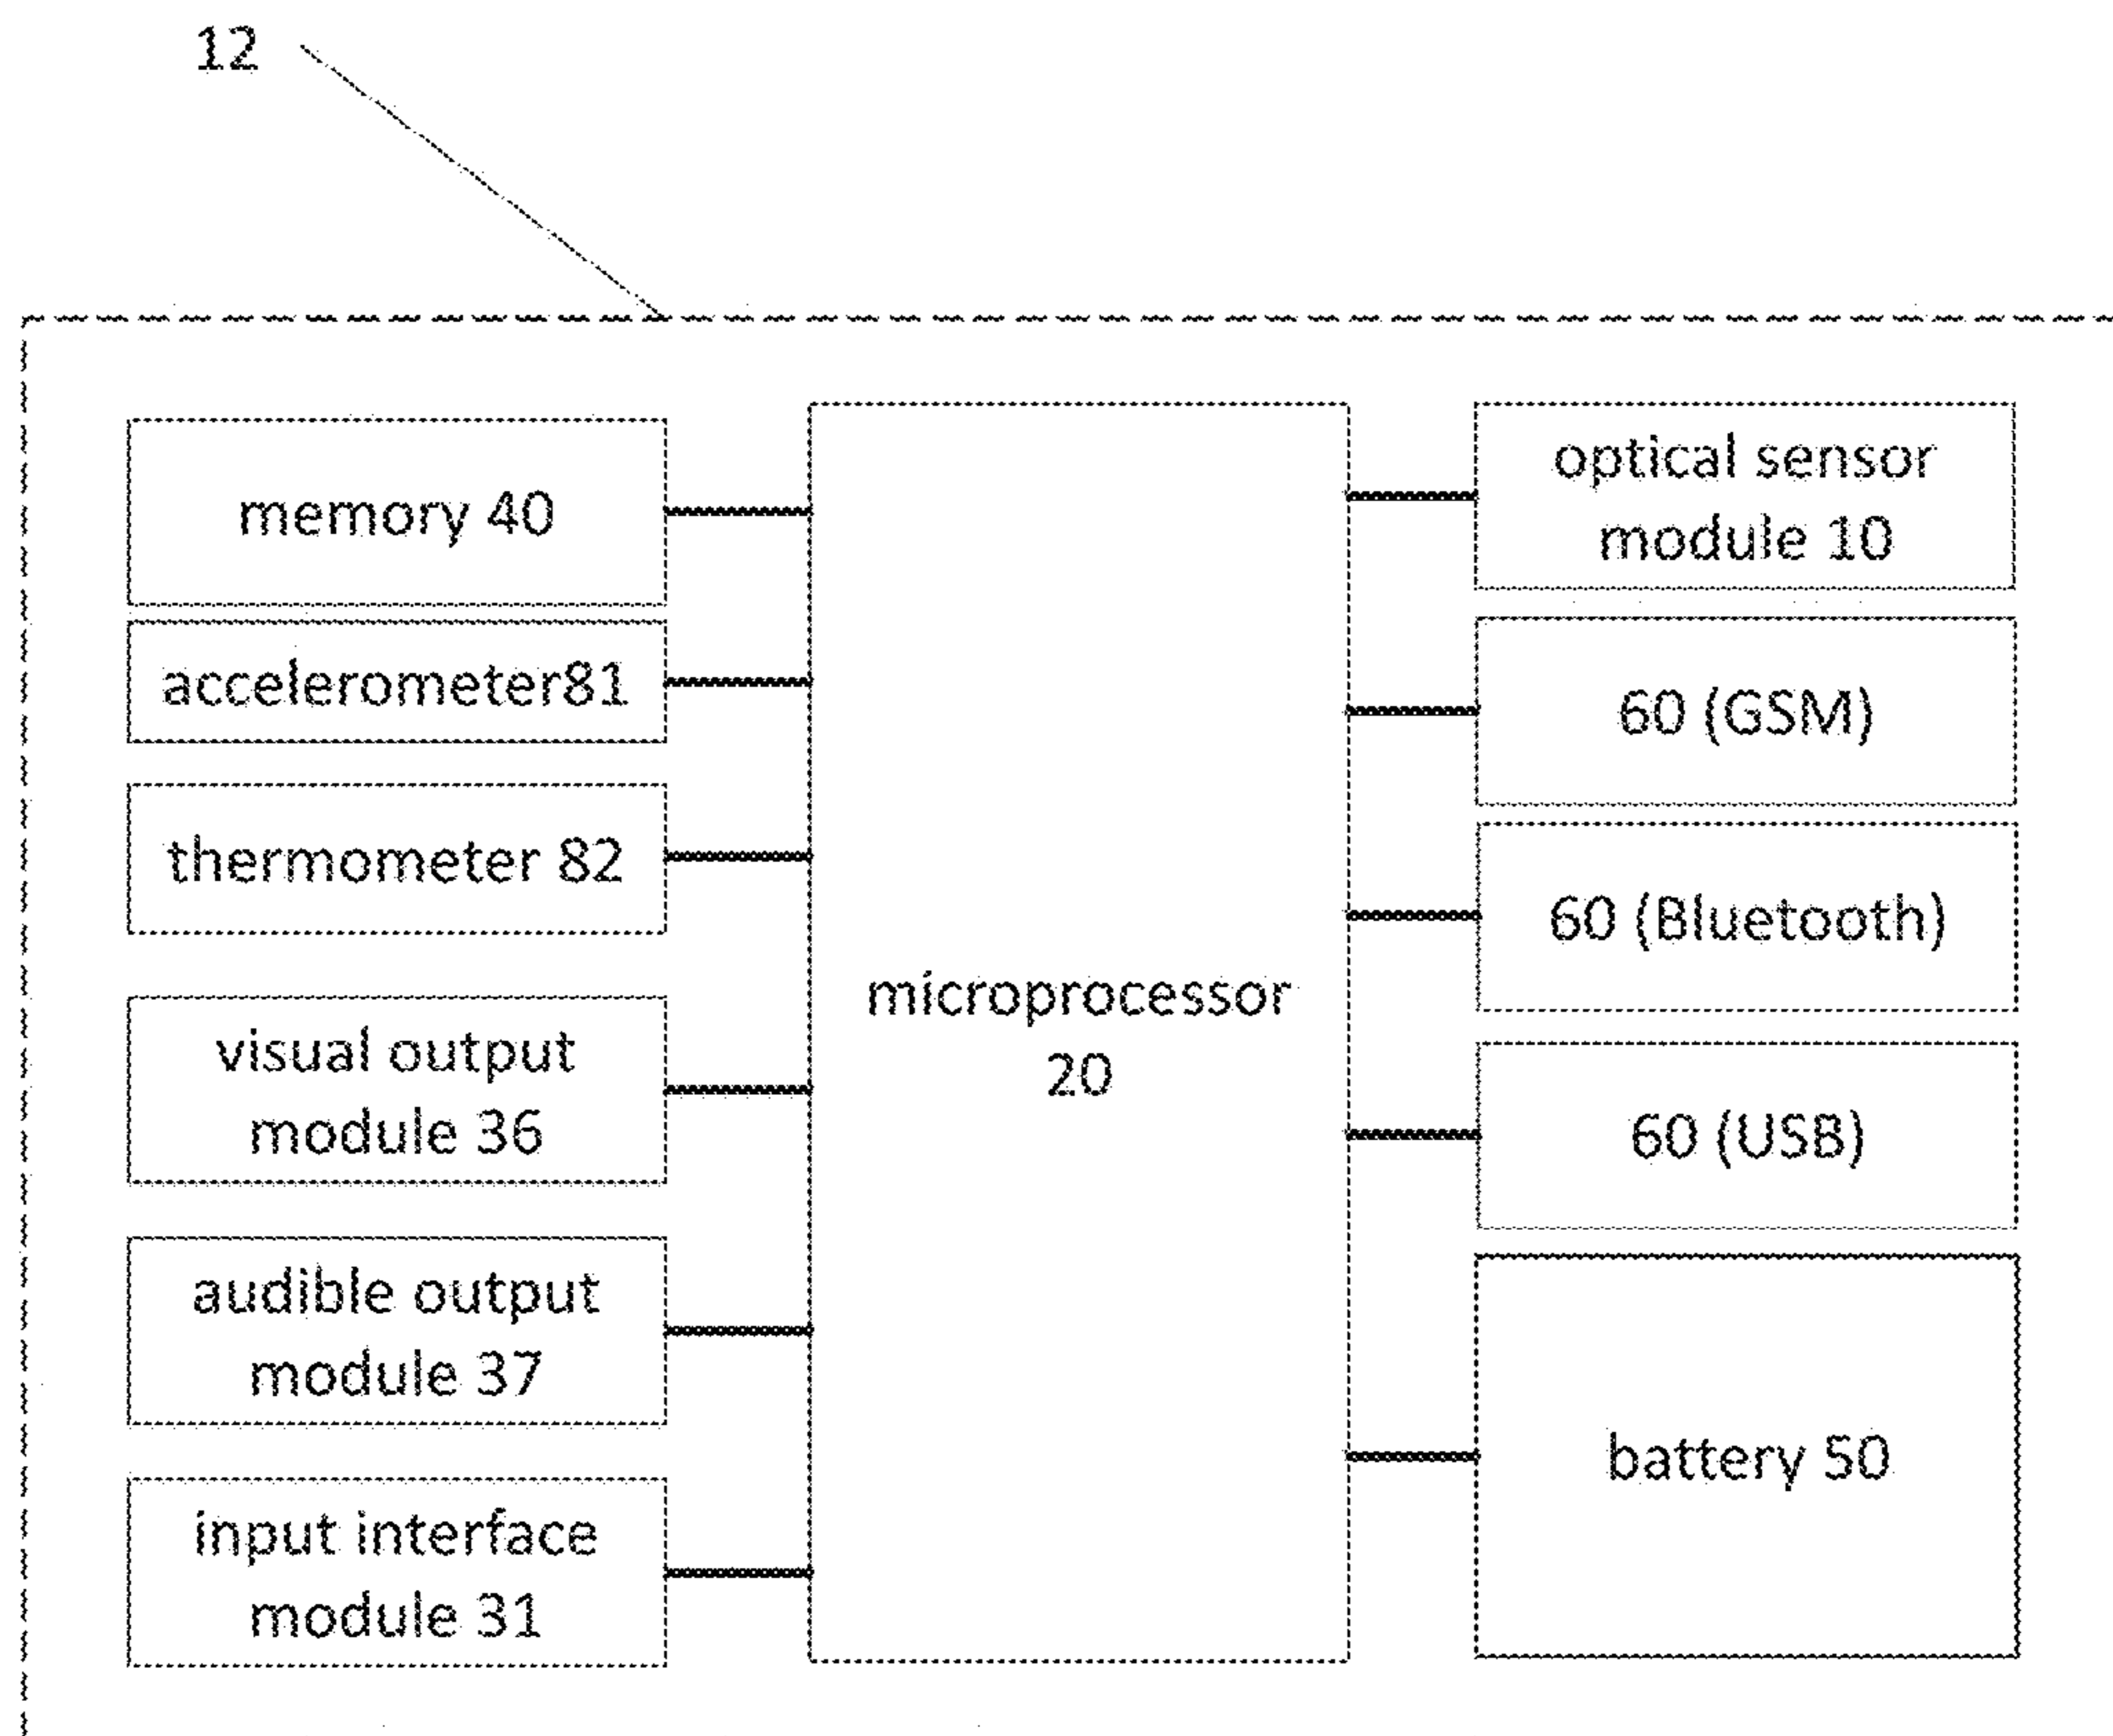 12
memory 40
accelerometer81
thermometer 82
visual output
module 36
audible output
module 37
input interface
module 31
microprocessor
20
optical sensor
module 10
60 (GSM)
60 (Bluetooth)
60 (USB)
battery 50